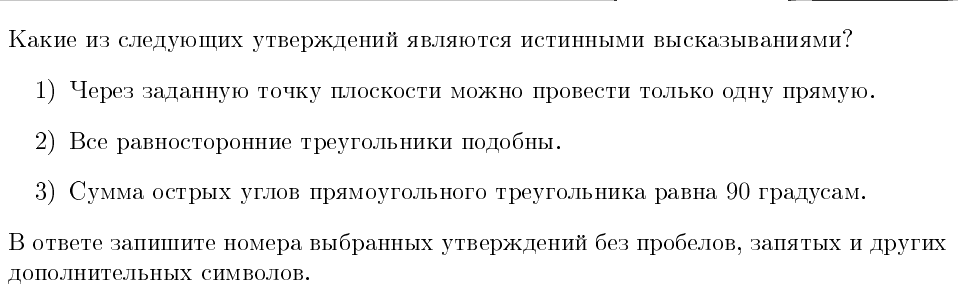 Какие из следующих утверждений являются истинными высказываниями?
1) Через заданную точку плоскости можно провести только одну прямую.
2) Все равносторонние треугольники подобны.
3) Сумма острых углов прямоугольного треугольника равна 90 градусам.
В ответе запишите номера выбранных утверждений без пробелов, запятых и других
дополнительных символов.